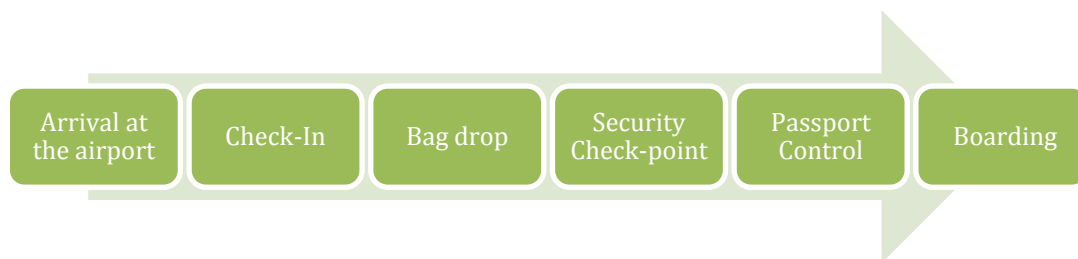 Arrival at
the airport
Check-In
Bag drop
Security
Check-point
Passport
Control
Boarding